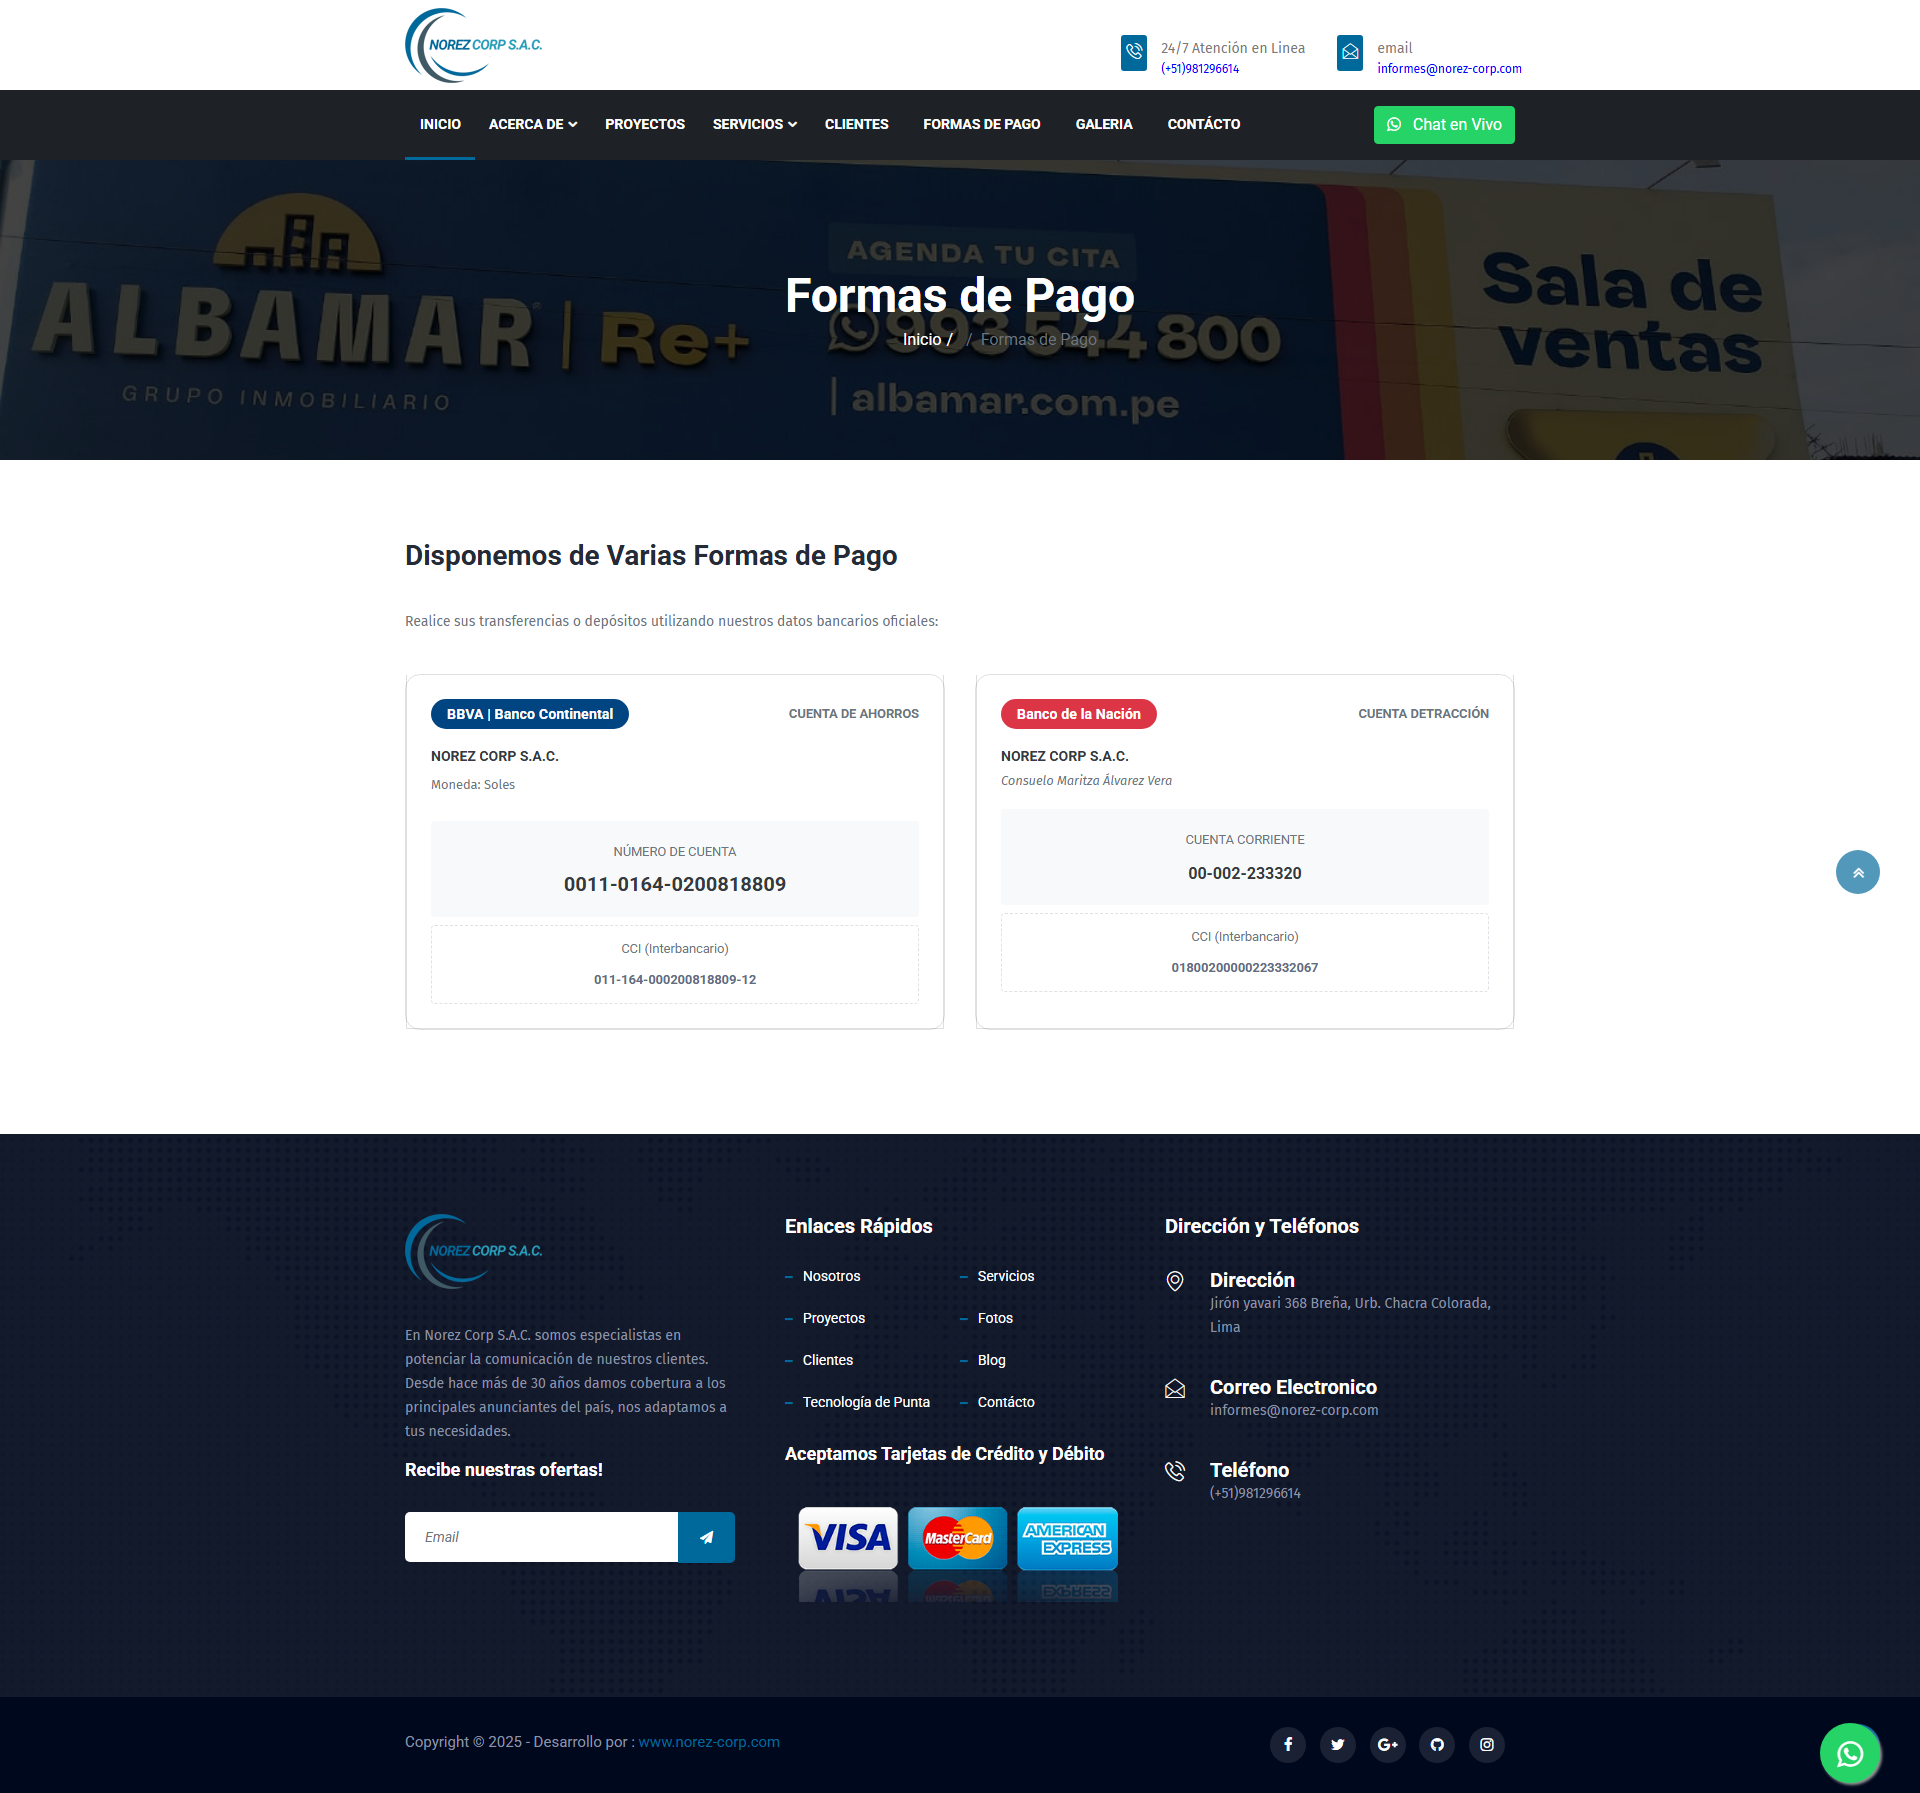 NOREZ CORP S.A.C.
24/7 Atención en Linea
(+51)981296614
email
informes@norez-corp.com
INICIO
ACERCA DE
PROYECTOS
SERVICIOS
CLIENTES
FORMAS DE PAGO
GALERIA
CONTÁCTO
Chat en Vivo
ALBAMAR | Re+
GRUPO INMOBILIARIO
AGENDA TU CITA
993 544 800
| albamar.com.pe
Sala de
ventas
Formas de Pago
Inicio / / Formas de Pago
Disponemos de Varias Formas de Pago
Realice sus transferencias o depósitos utilizando nuestros datos bancarios oficiales:
BBVA | Banco Continental
CUENTA DE AHORROS
NOREZ CORP S.A.C.
Moneda: Soles
NÚMERO DE CUENTA
0011-0164-0200818809
CCI (Interbancario)
011-164-000200818809-12
Banco de la Nación
CUENTA DETRACCIÓN
NOREZ CORP S.A.C.
Consuelo Maritza Álvarez Vera
CUENTA CORRIENTE
00-002-233320
CCI (Interbancario)
01800200000223332067
NOREZ CORP S.A.C.
En Norez Corp S.A.C. somos especialistas en
potenciar la comunicación de nuestros clientes.
Desde hace más de 30 años damos cobertura a los
principales anunciantes del país, nos adaptamos a
tus necesidades.
Recibe nuestras ofertas!
Email
Enlaces Rápidos
Nosotros
Servicios
Proyectos
Fotos
Clientes
Blog
Tecnología de Punta
Contácto
Aceptamos Tarjetas de Crédito y Débito
VISA
MasterCard
AMERICAN
EXPRESS
Dirección y Teléfonos
Dirección
Jirón yavari 368 Breña, Urb. Chacra Colorada,
Lima
Correo Electronico
informes@norez-corp.com
Teléfono
(+51)981296614
Copyright © 2025 - Desarrollo por : www.norez-corp.com